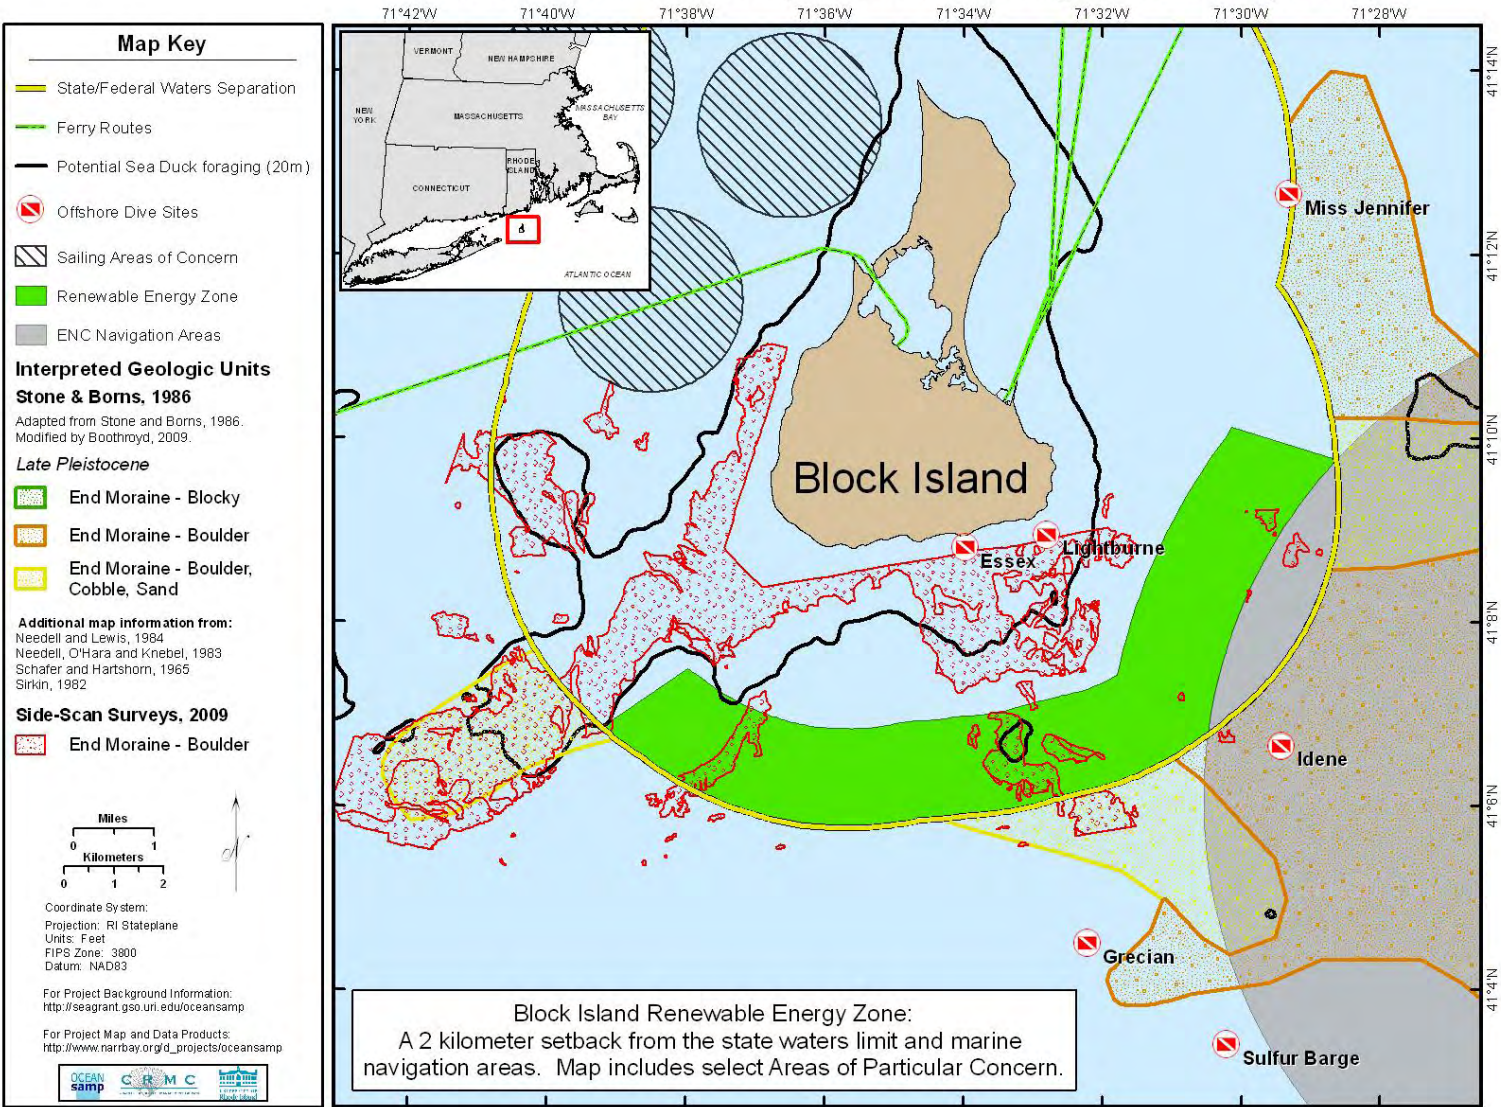 71°42'W
71°40'W
71°38'W
71°36'W
71°34'W
71°32'W
71°30'W
71°28'W
Map Key
State/Federal Waters Separation
Ferry Routes
Potential Sea Duck foraging (20m)
Offshore Dive Sites
Sailing Areas of Concern
Renewable Energy Zone
ENC Navigation Areas
Interpreted Geologic Units
Stone & Borns, 1986
Adapted from Stone and Borns, 1986.
Modified by Boothroyd, 2009.
Late Pleistocene
End Moraine - Blocky
End Moraine - Boulder
End Moraine - Boulder,
Cobble, Sand
Additional map information from:
Needell and Lewis, 1984
Needell, O'Hara and Knebel, 1983
Schafer and Hartshorn, 1965
Sirkin, 1982
Side-Scan Surveys, 2009
End Moraine - Boulder
Miles
0 1
Kilometers
0 1 2
N
Coordinate System:
Projection: RI Stateplane
Units: Feet
FIPS Zone: 3800
Datum: NAD83
For Project Background Information:
http://seagrant.gso.uri.edu/oceansamp
For Project Map and Data Products:
http://www.narrbay.org/d_projects/oceansamp
OCEAN
samp
CRMC
Rhode Island
VERMONT
NEW HAMPSHIRE
NEW
YORK
MASSACHUSETTS
MASSACHUSETTS
BAY
RHODE
ISLAND
CONNECTICUT
ATLANTIC OCEAN
Miss Jennifer
Block Island
Essex
Lightburne
Idene
Grecian
Sulfur Barge
41°14'N
41°12'N
41°10'N
41°8'N
41°6'N
41°4'N
Block Island Renewable Energy Zone:
A 2 kilometer setback from the state waters limit and marine
navigation areas. Map includes select Areas of Particular Concern.